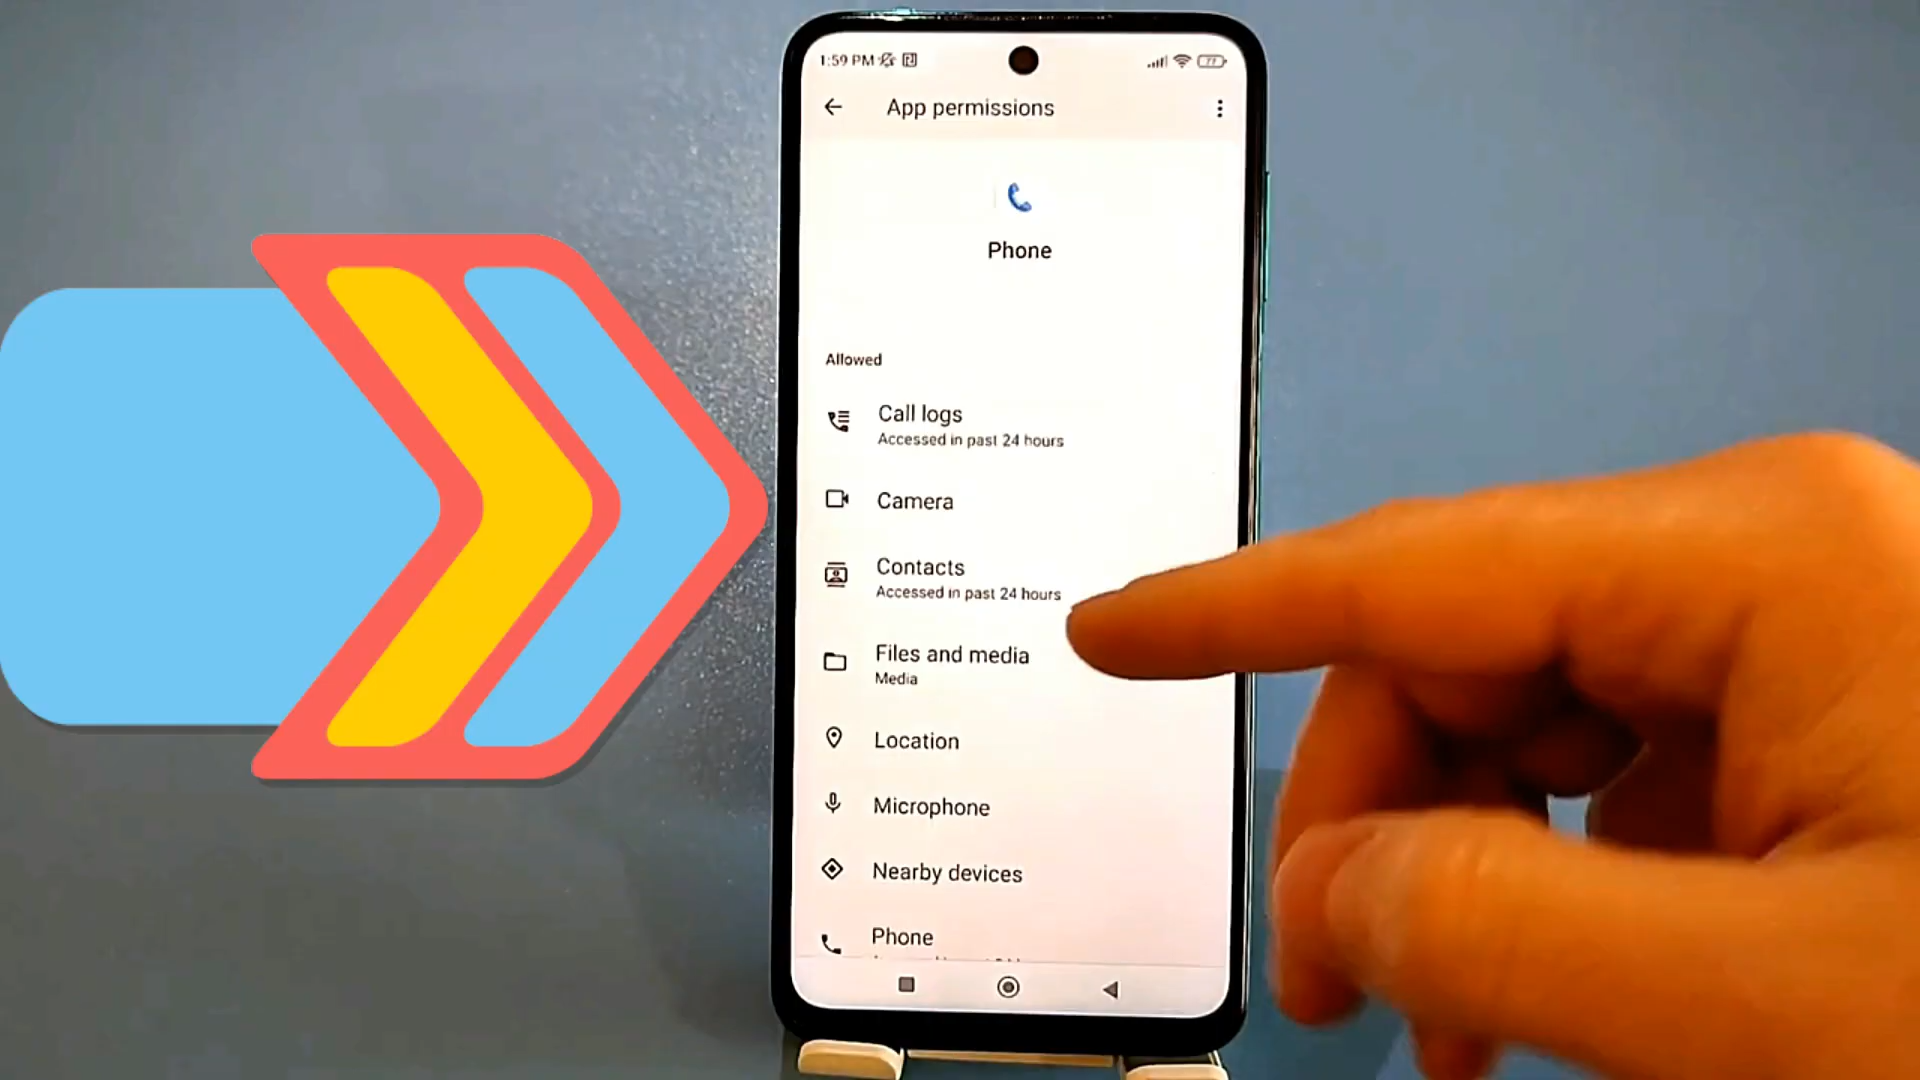 1:59 PM
77
App permissions
Phone
Allowed
Call logs
Accessed in past 24 hours
Camera
Contacts
Accessed in past 24 hours
Files and media
Media
Location
Microphone
Nearby devices
Phone